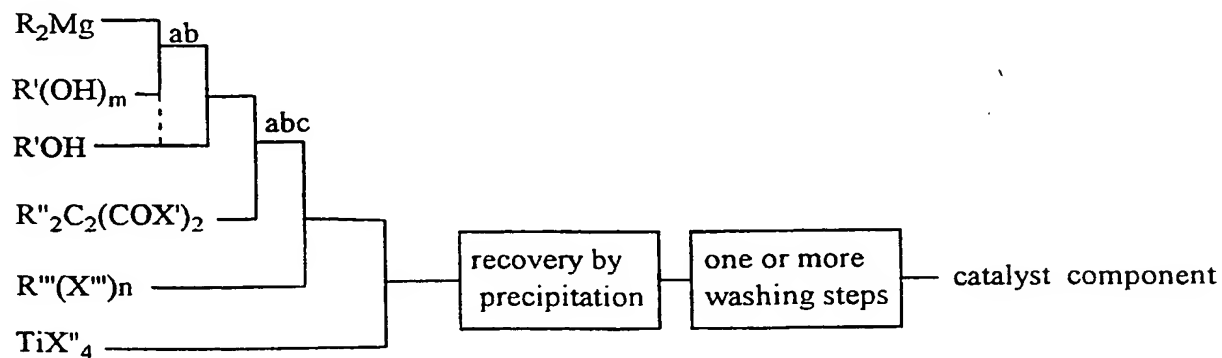 R₂Mg
ab
R'(OH)ₘ
R'OH
abc
R"₂C₂(COX')₂
R'''(X''')n
TiX"₄
recovery by
precipitation
one or more
washing steps
catalyst component